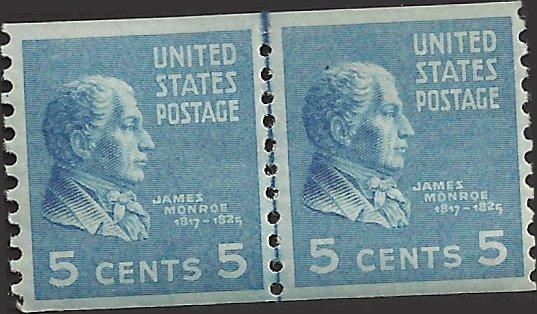 UNITED
STATES
POSTAGE
JAMES
MONROE
1817-1825
5 CENTS 5
UNITED
STATES
POSTAGE
JAMES
MONROE
1817-1825
5 CENTS 5